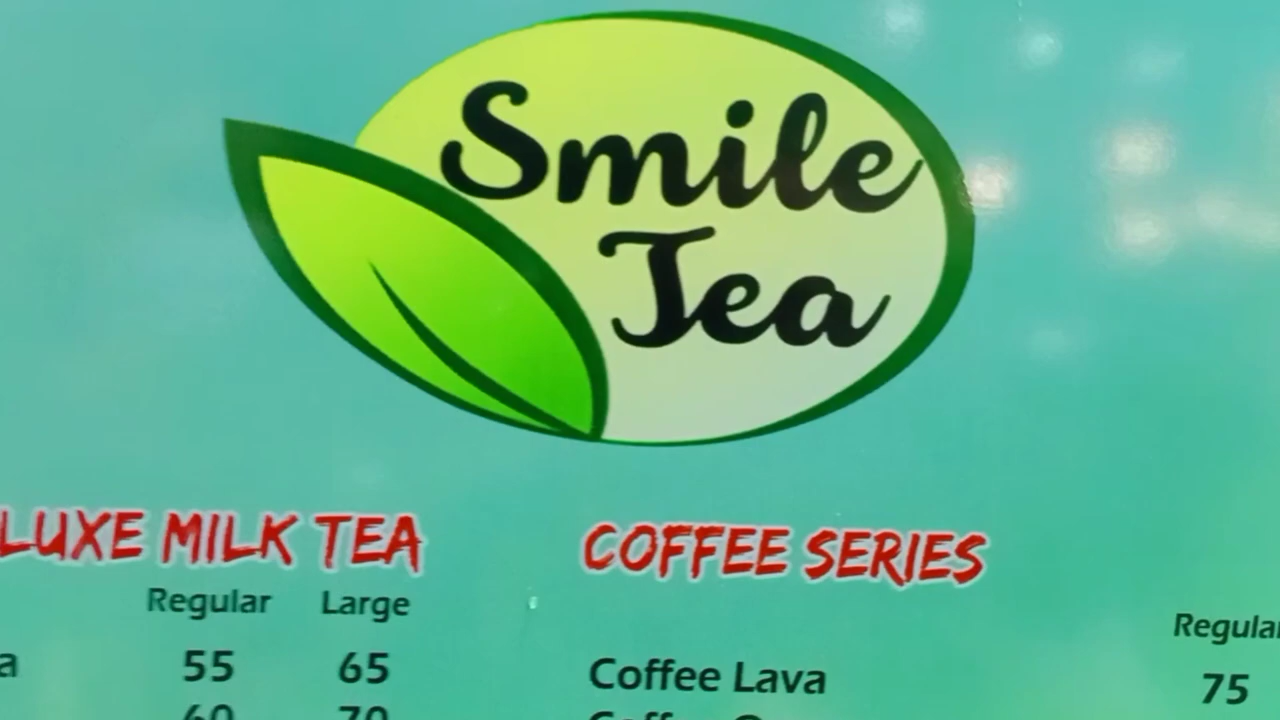 Smile
Tea
LUXE MILK TEA
COFFEE SERIES
Regular Large
Regular
a 55 65
Coffee Lava 75
60 70